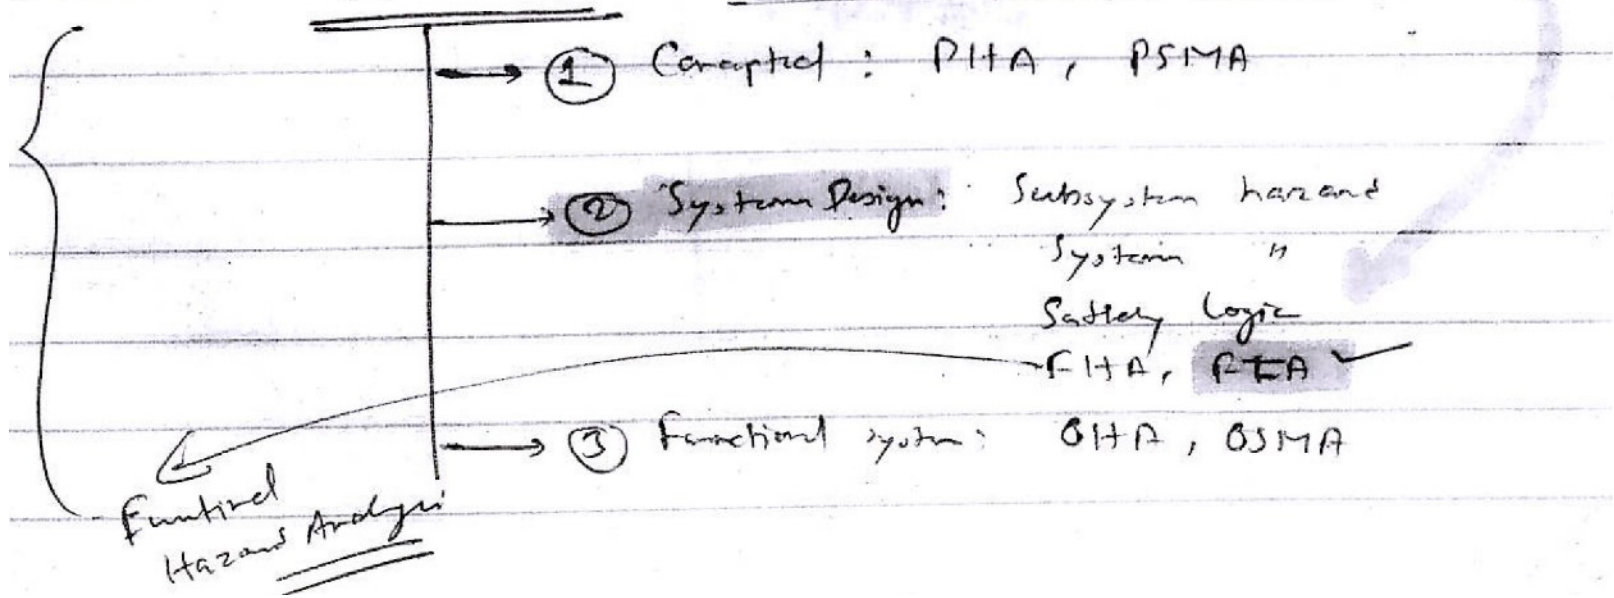 ① Conceptual : PHA, PSMA
② System Design : Subsystem hazard
System "
Safety Logic
FHA, FTA ✓
③ Functional system : OHA, OSMA
Functional
Hazard Analysis